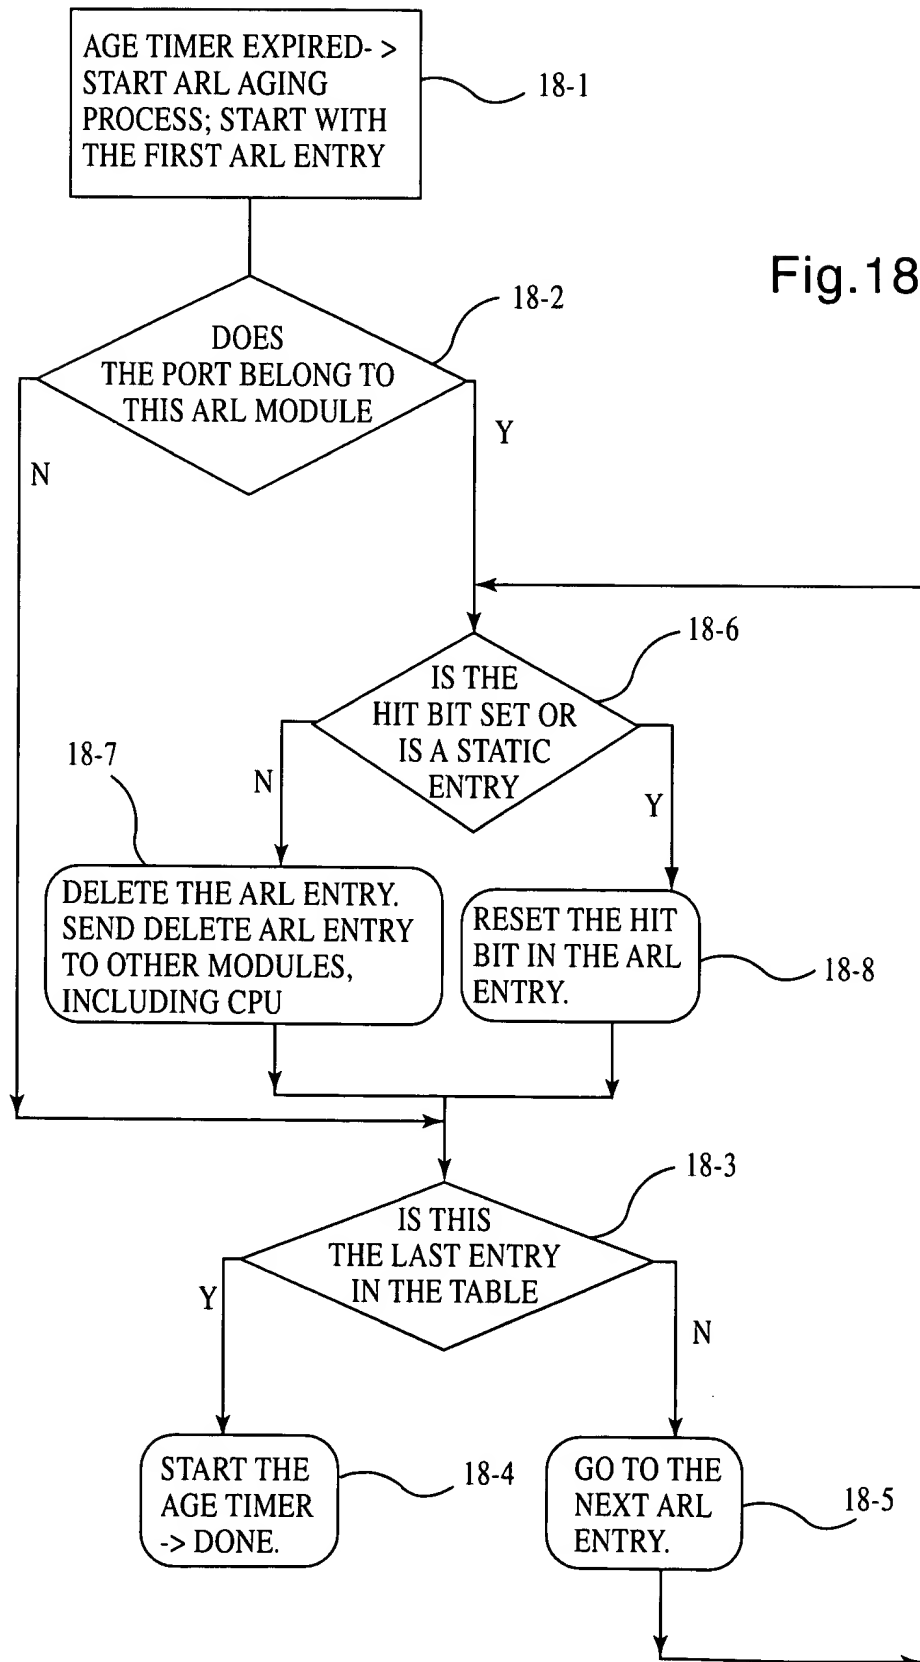 AGE TIMER EXPIRED- >
START ARL AGING
PROCESS; START WITH
THE FIRST ARL ENTRY
18-1
Fig.18
18-2
DOES
THE PORT BELONG TO
THIS ARL MODULE
Y
N
18-6
IS THE
HIT BIT SET OR
IS A STATIC
ENTRY
18-7
N
Y
DELETE THE ARL ENTRY.
SEND DELETE ARL ENTRY
TO OTHER MODULES,
INCLUDING CPU
RESET THE HIT
BIT IN THE ARL
ENTRY.
18-8
18-3
IS THIS
THE LAST ENTRY
IN THE TABLE
Y
N
START THE
AGE TIMER
-> DONE.
18-4
GO TO THE
NEXT ARL
ENTRY.
18-5